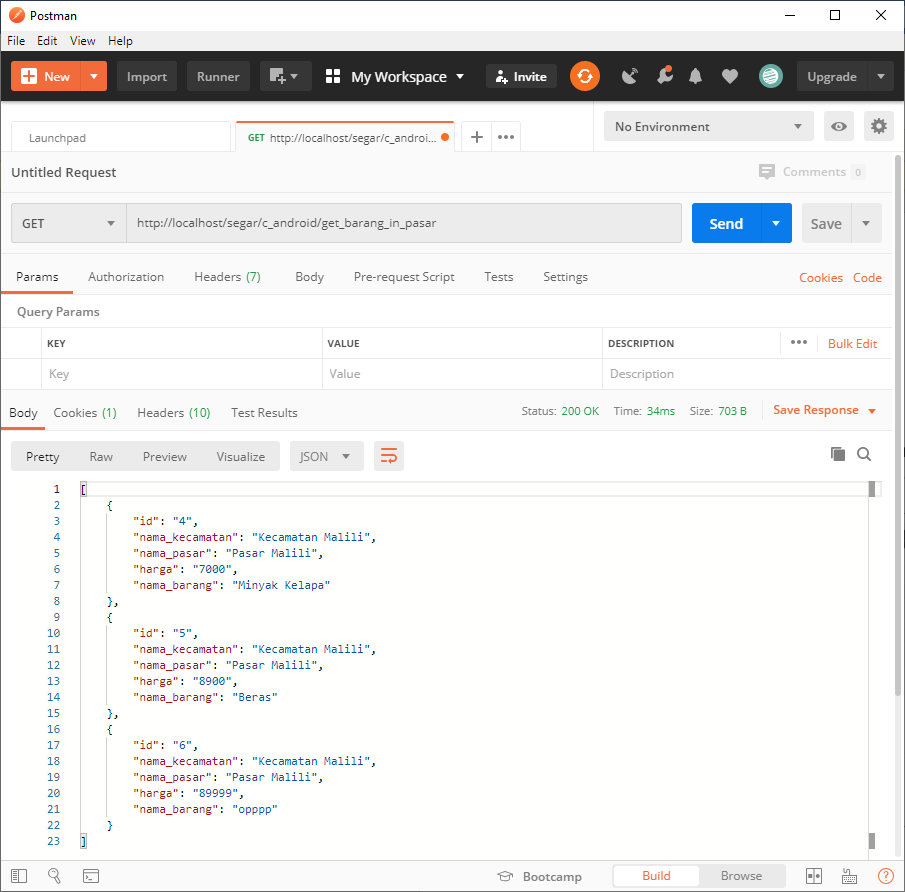 Postman
File Edit View Help
New Import Runner My Workspace Invite Upgrade
Launchpad GET http://localhost/segar/c_androi... No Environment
Untitled Request Comments 0
GET http://localhost/segar/c_android/get_barang_in_pasar Send Save
Params Authorization Headers (7) Body Pre-request Script Tests Settings Cookies Code
Query Params
KEY VALUE DESCRIPTION Bulk Edit
Key Value Description
Body Cookies (1) Headers (10) Test Results Status: 200 OK Time: 34ms Size: 703 B Save Response
Pretty Raw Preview Visualize JSON
1 [
2 {
3 "id": "4",
4 "nama_kecamatan": "Kecamatan Malili",
5 "nama_pasar": "Pasar Malili",
6 "harga": "7000",
7 "nama_barang": "Minyak Kelapa"
8 },
9 {
10 "id": "5",
11 "nama_kecamatan": "Kecamatan Malili",
12 "nama_pasar": "Pasar Malili",
13 "harga": "8900",
14 "nama_barang": "Beras"
15 },
16 {
17 "id": "6",
18 "nama_kecamatan": "Kecamatan Malili",
19 "nama_pasar": "Pasar Malili",
20 "harga": "89999",
21 "nama_barang": "opppp"
22 }
23 ]
Bootcamp Build Browse ?